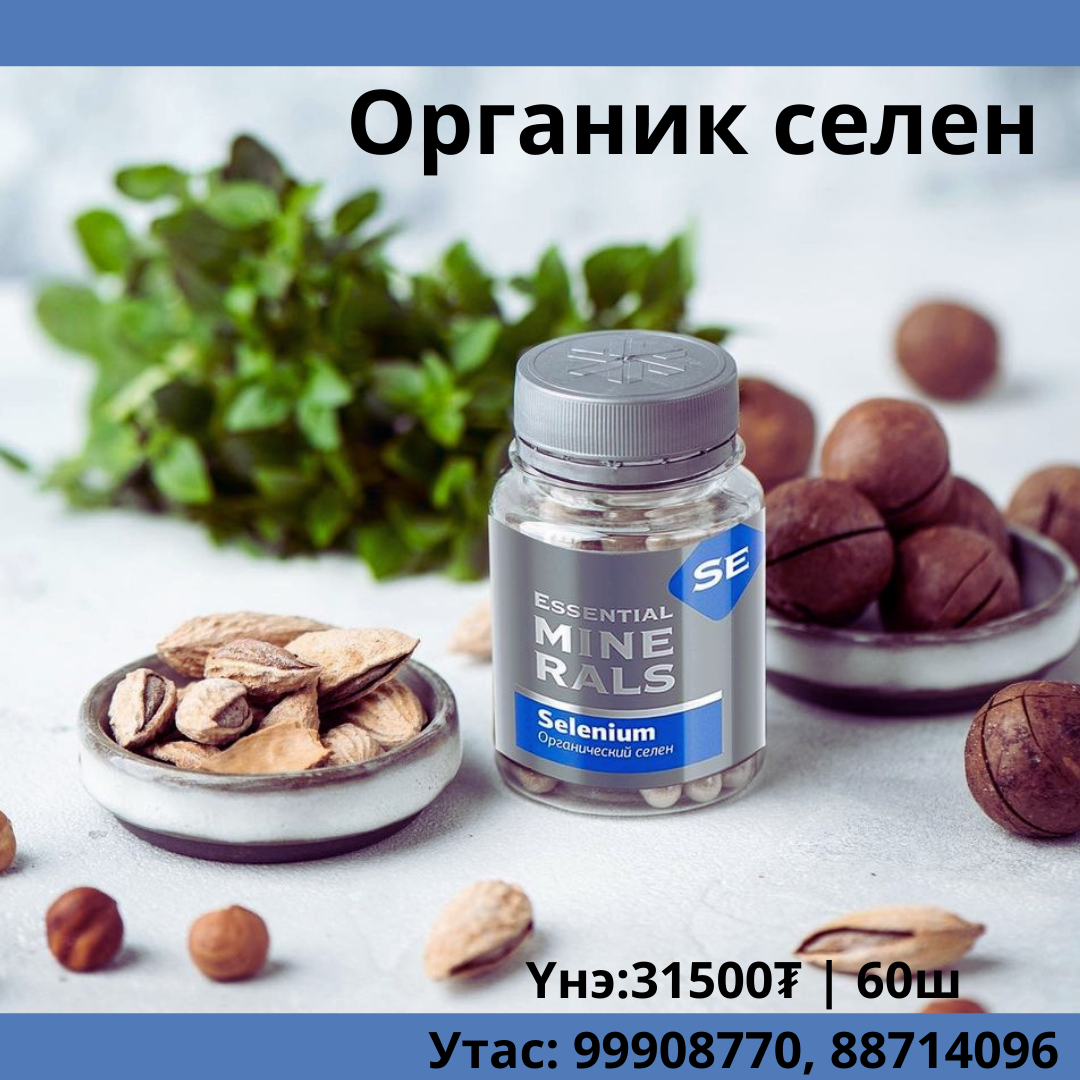 Органик селен
SE
ESSENTIAL
MINE
RALS
Selenium
Органический селен
Үнэ:31500₮ | 60ш
Утас: 99908770, 88714096